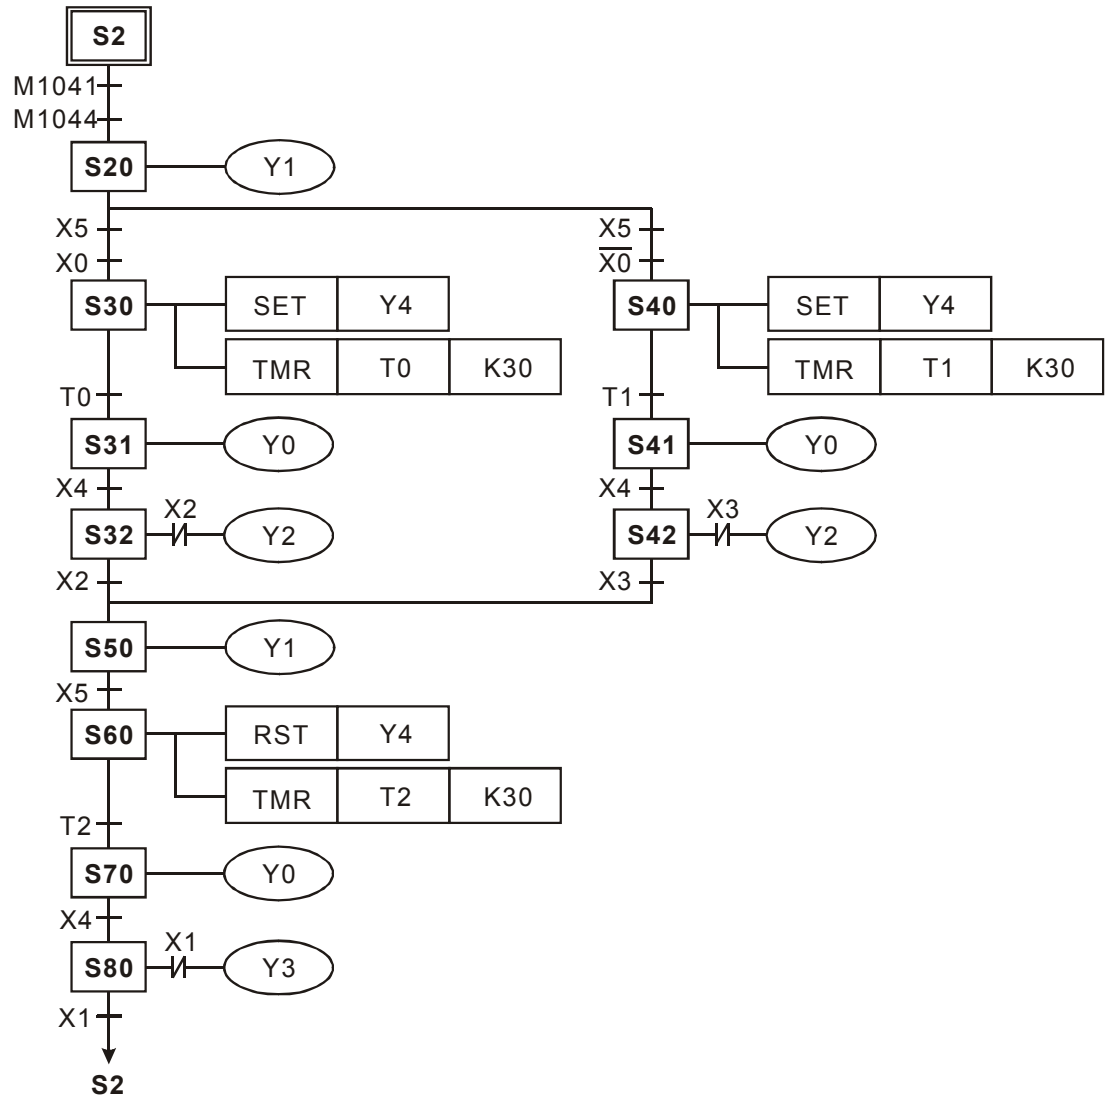 S2
M1041
M1044
S20 Y1
X5 X5
X0 X̅0̅
S30 SET Y4 S40 SET Y4
TMR T0 K30 TMR T1 K30
T0 T1
S31 Y0 S41 Y0
X4 X4
X2 X3
S32 Y2 S42 Y2
X2 X3
S50 Y1
X5
S60 RST Y4
TMR T2 K30
T2
S70 Y0
X4
X1
S80 Y3
X1
S2